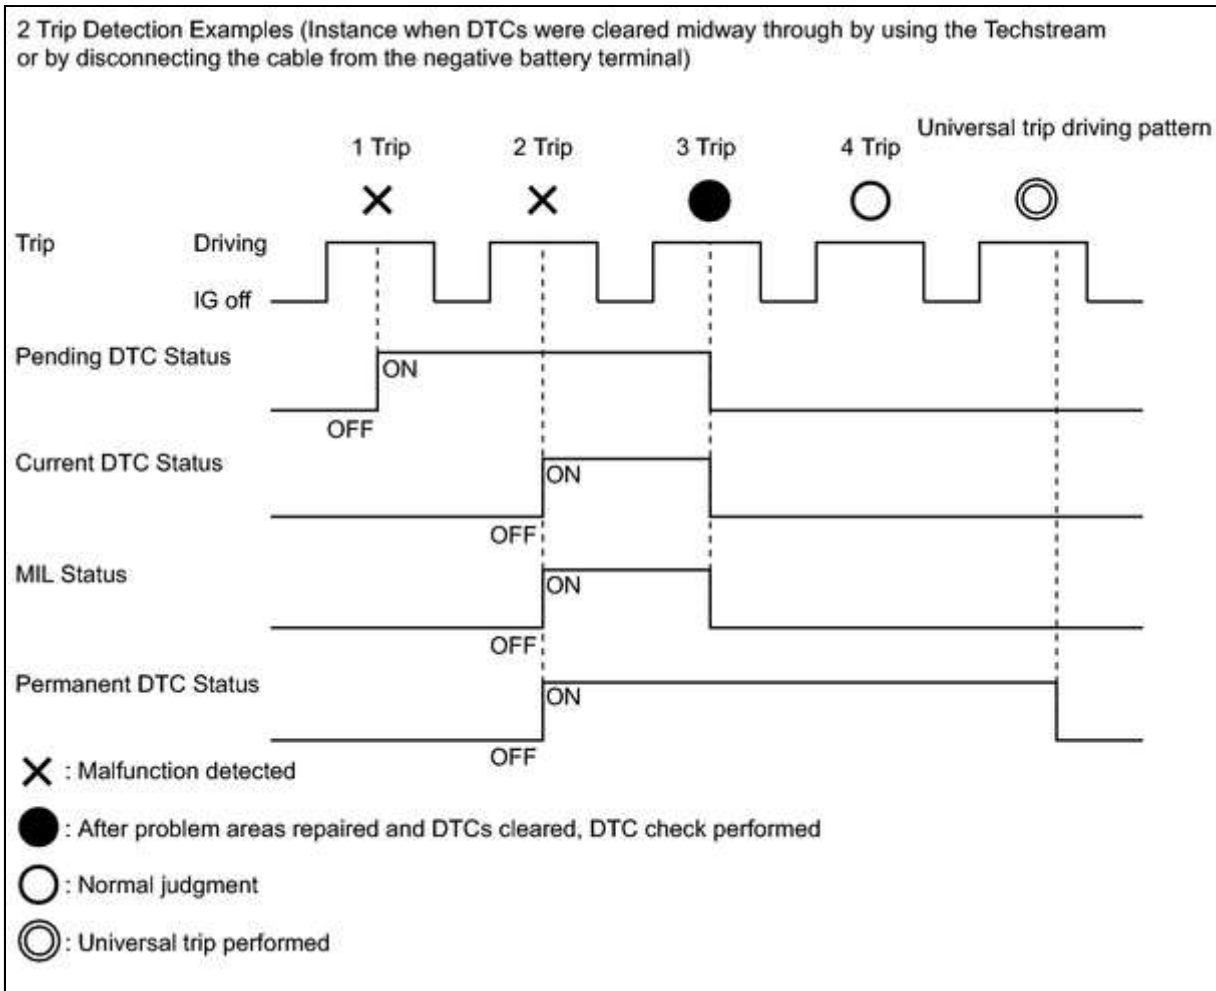 2 Trip Detection Examples (Instance when DTCs were cleared midway through by using the Techstream
or by disconnecting the cable from the negative battery terminal)
Universal trip driving pattern
1 Trip
2 Trip
3 Trip
4 Trip
Trip
Driving
IG off
Pending DTC Status
ON
OFF
Current DTC Status
ON
OFF
MIL Status
ON
OFF
Permanent DTC Status
ON
OFF
: Malfunction detected
: After problem areas repaired and DTCs cleared, DTC check performed
: Normal judgment
: Universal trip performed